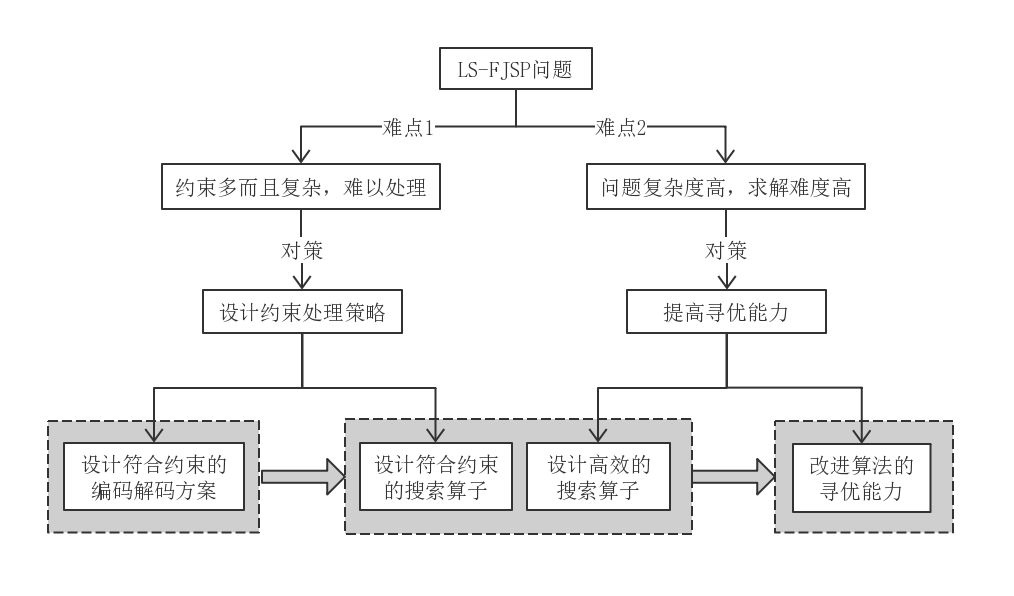 LS-FJSP问题
难点1
难点2
约束多而且复杂，难以处理
问题复杂度高，求解难度高
对策
对策
设计约束处理策略
提高寻优能力
设计符合约束的
编码解码方案
设计符合约束
的搜索算子
设计高效的
搜索算子
改进算法的
寻优能力